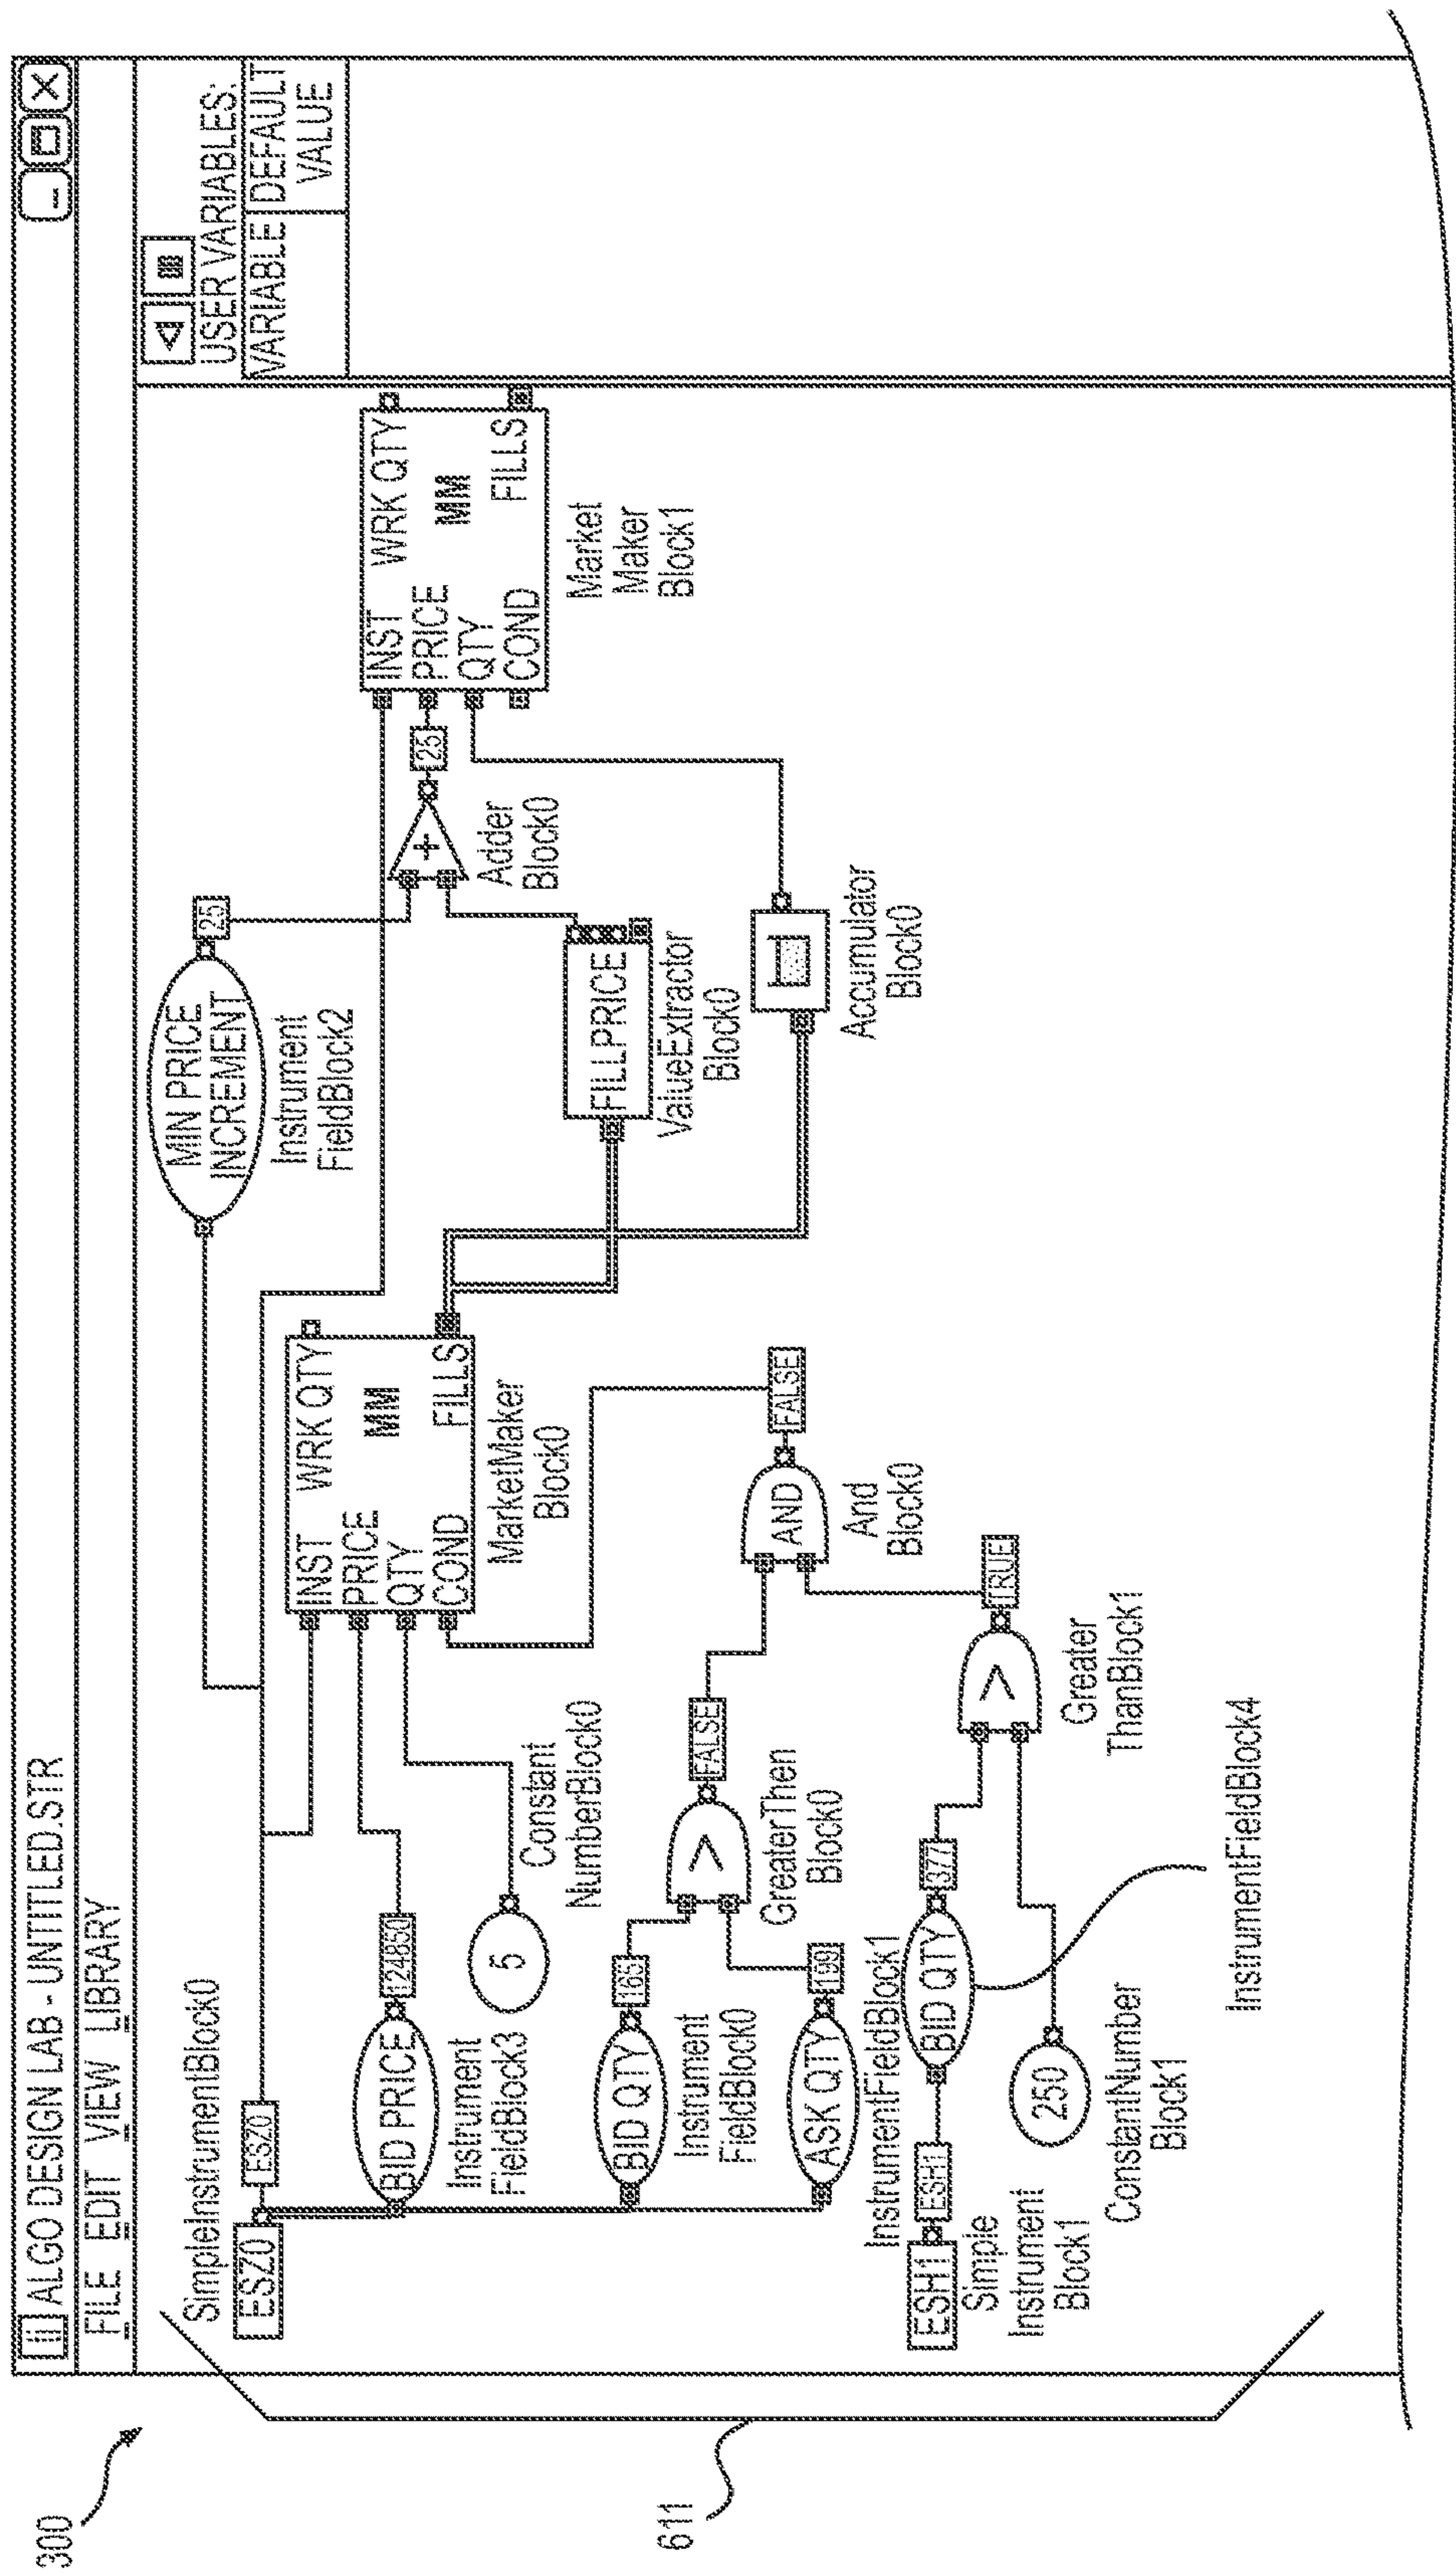 300
ALGO DESIGN LAB - UNTITLED.STR
FILE EDIT VIEW LIBRARY
USER VARIABLES:
VARIABLE
DEFAULT
VALUE
611
SimpleInstrumentBlock0
ESZ0
ESZ0
BID PRICE
124850
Instrument
FieldBlock3
5
Constant
NumberBlock0
BID QTY
165
Instrument
FieldBlock0
ASK QTY
199
InstrumentFieldBlock1
>
FALSE
GreaterThen
Block0
ESH1
ESH1
Simple
Instrument
Block1
BID QTY
377
InstrumentFieldBlock4
250
ConstantNumber
Block1
>
TRUE
Greater
ThanBlock1
AND
FALSE
And
Block0
INST WRK QTY
PRICE
MM
QTY
COND FILLS
MarketMaker
Block0
MIN PRICE
INCREMENT
25
Instrument
FieldBlock2
FILLPRICE
ValueExtractor
Block0
Accumulator
Block0
+
25
Adder
Block0
INST WRK QTY
PRICE
MM
QTY
COND FILLS
Market
Maker
Block1